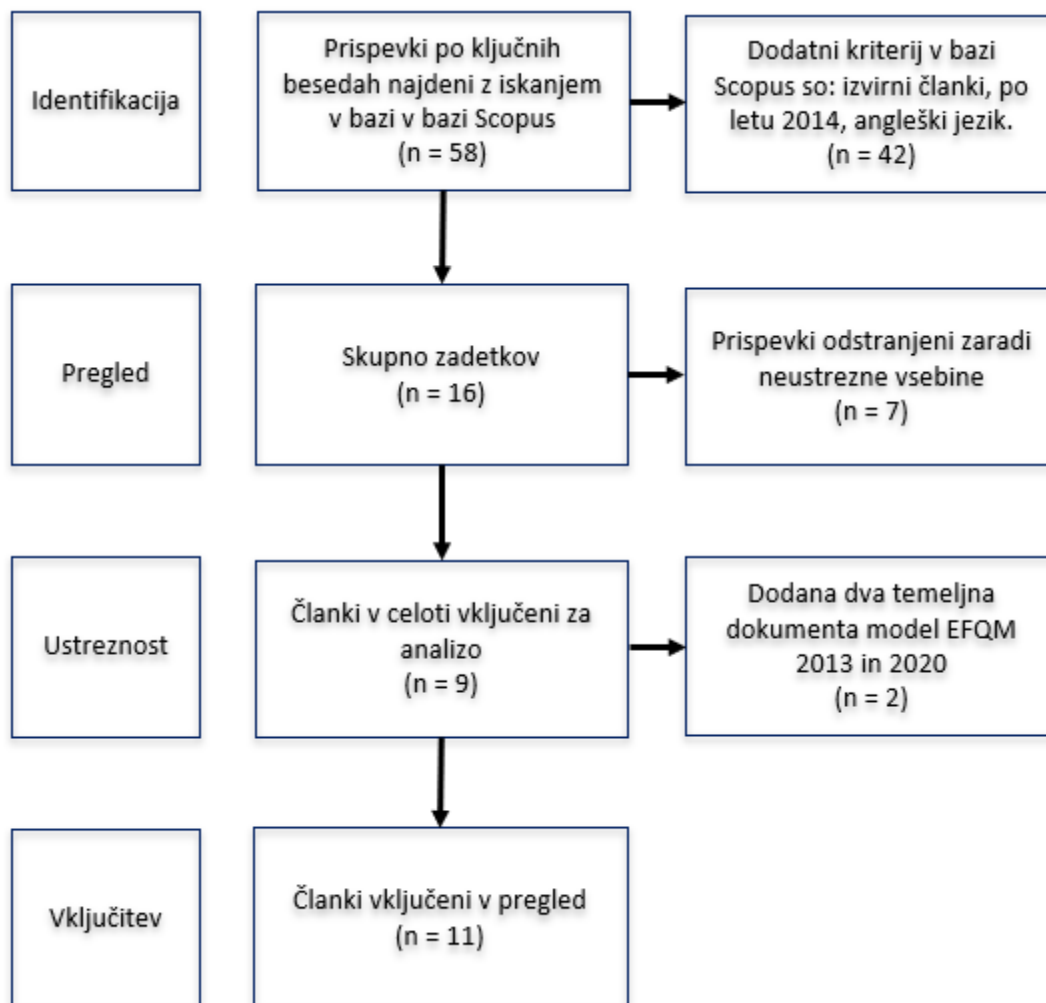 Identifikacija
Prispevki po ključnih
besedah najdeni z iskanjem
v bazi v bazi Scopus
(n = 58)
Dodatni kriterij v bazi
Scopus so: izvirni članki, po
letu 2014, angleški jezik.
(n = 42)
Pregled
Skupno zadetkov
(n = 16)
Prispevki odstranjeni zaradi
neustrezne vsebine
(n = 7)
Ustreznost
Članki v celoti vključeni za
analizo
(n = 9)
Dodana dva temeljna
dokumenta model EFQM
2013 in 2020
(n = 2)
Vključitev
Članki vključeni v pregled
(n = 11)